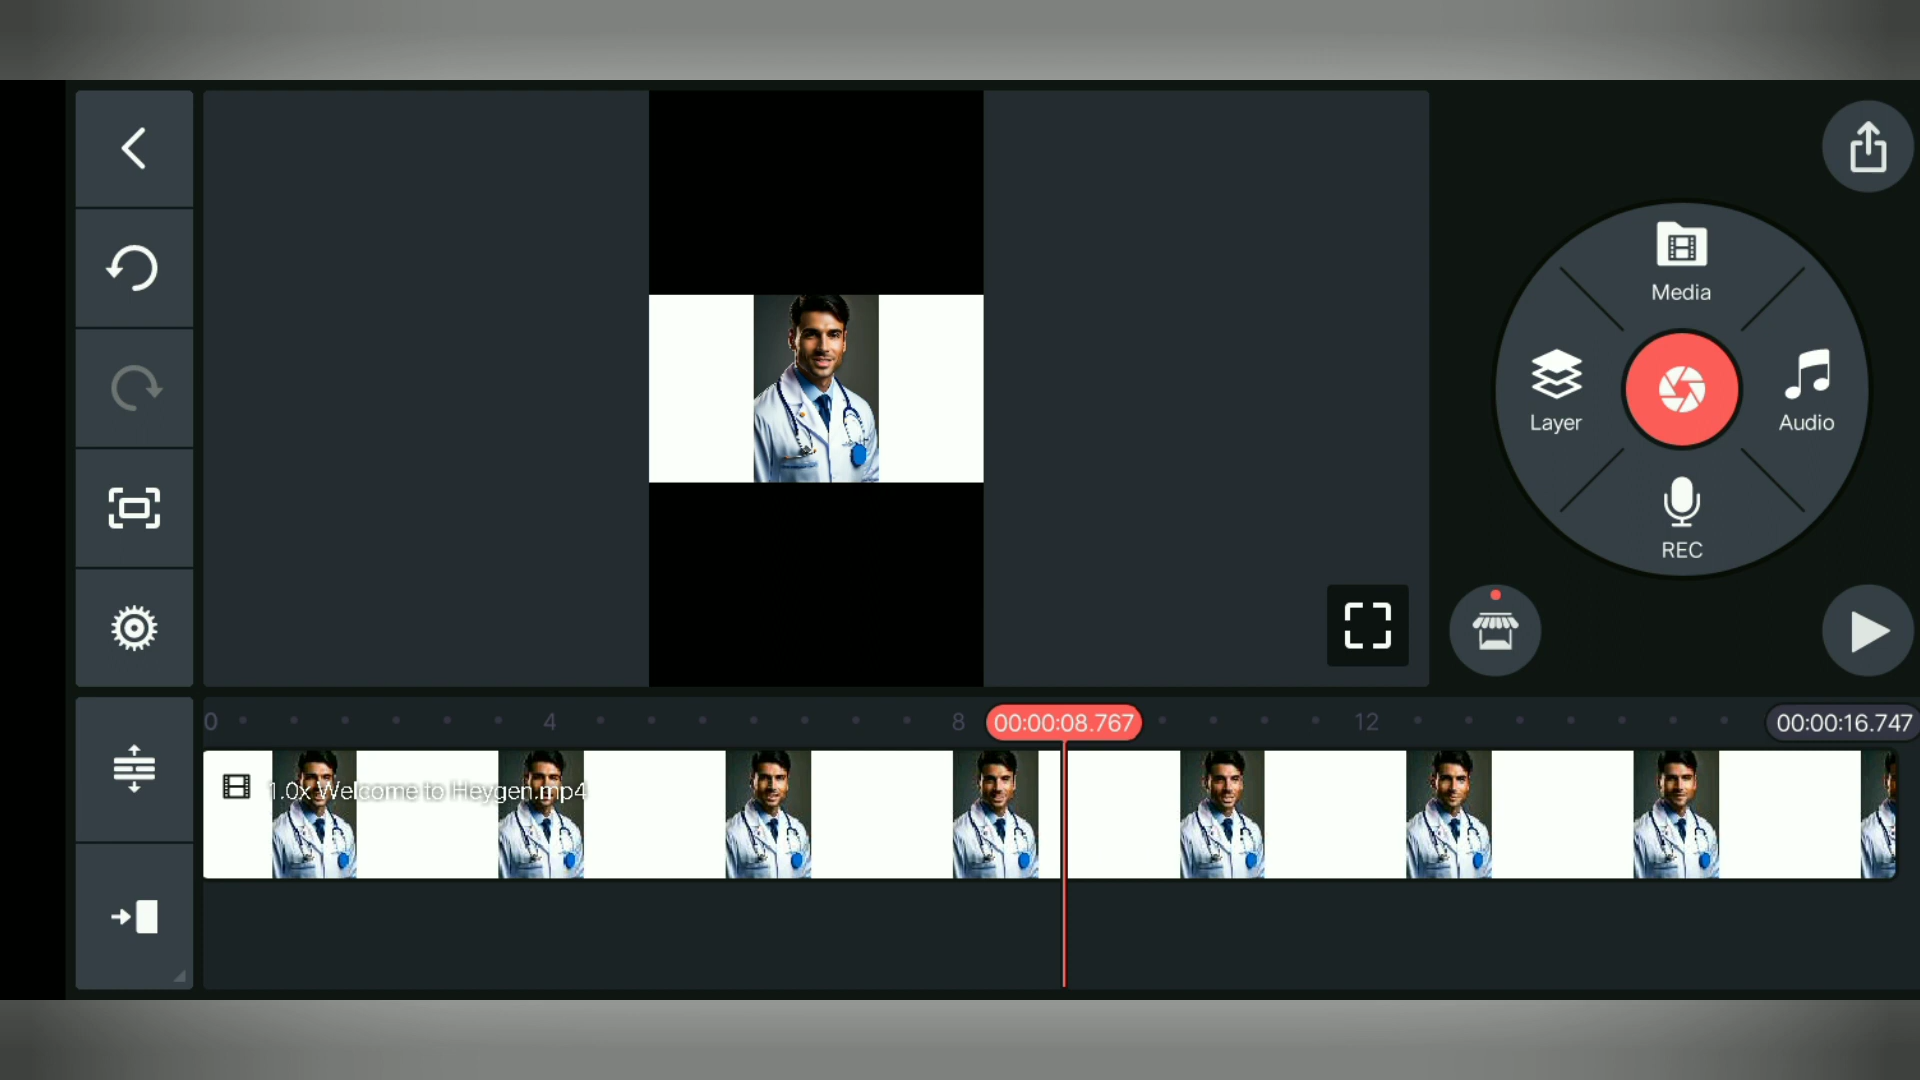 Media
Layer
Audio
REC
0
4
8
00:00:08.767
12
00:00:16.747
1.0x Welcome to Heygen.mp4